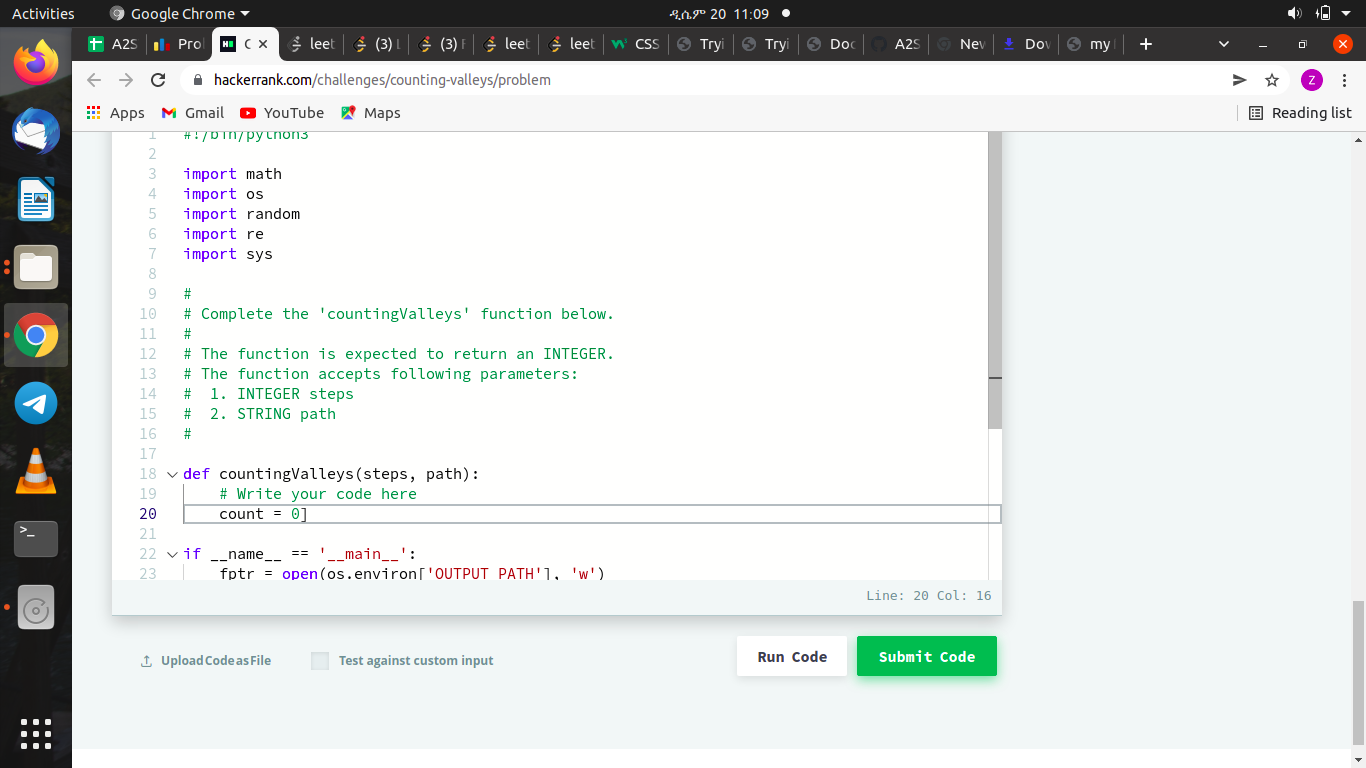 Activities
Google Chrome
ዲሴም 20 11:09
A2S
Pro
C
leet
(3) L
(3) F
leet
leet
CSS
Tryi
Tryi
Doc
A2S
Nev
Dov
my l
hackerrank.com/challenges/counting-valleys/problem
Z
Apps
Gmail
YouTube
Maps
Reading list
1 #!/bin/python3
2
3 import math
4 import os
5 import random
6 import re
7 import sys
8
9 #
10 # Complete the 'countingValleys' function below.
11 #
12 # The function is expected to return an INTEGER.
13 # The function accepts following parameters:
14 #  1. INTEGER steps
15 #  2. STRING path
16 #
17
18 def countingValleys(steps, path):
19     # Write your code here
20     count = 0]
21
22 if __name__ == '__main__':
23     fptr = open(os.environ['OUTPUT_PATH'], 'w')
Line: 20 Col: 16
Upload Code as File
Test against custom input
Run Code
Submit Code